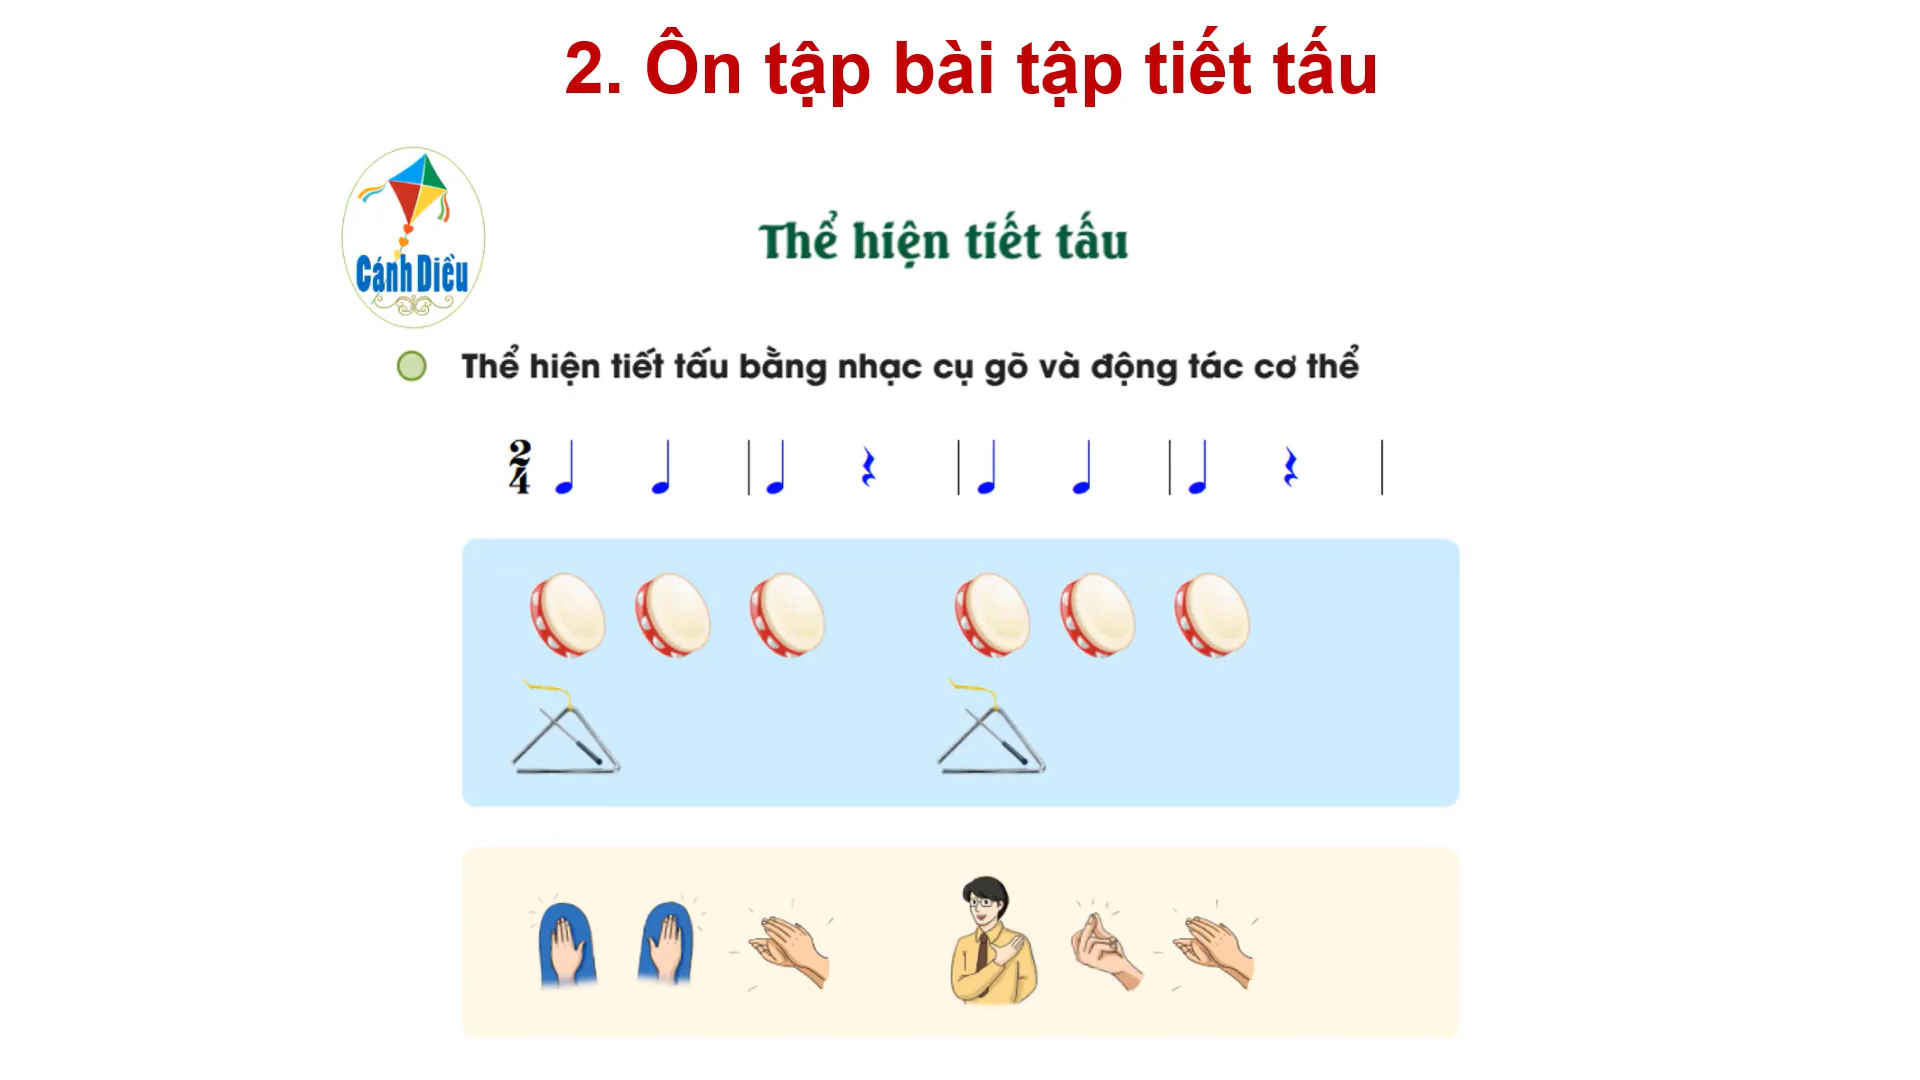 2. Ôn tập bài tập tiết tấu
Cánh Diều
Thể hiện tiết tấu
Thể hiện tiết tấu bằng nhạc cụ gõ và động tác cơ thể
2
4